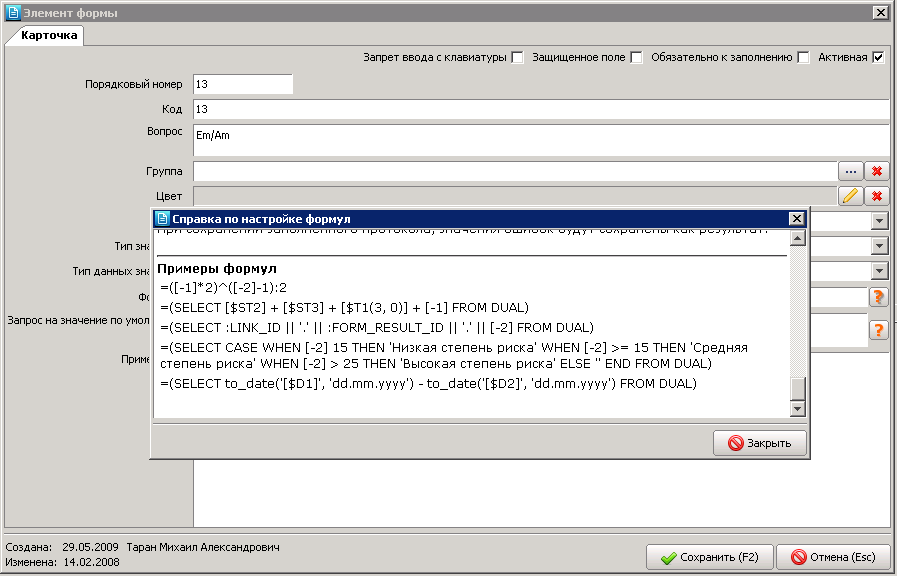 Элемент формы
Карточка
Запрет ввода с клавиатуры Защищенное поле Обязательно к заполнению Активная
Порядковый номер 13
Код 13
Вопрос Em/Am
Группа ...
Цвет
Справка по настройке формул
При сохранении заполненного протокола, значения ошибок будут сохранены как результат.
Тип зна
Примеры формул
Тип данных зна
=([-1]*2)^([-2]-1):2
Фо
=(SELECT [$ST2] + [$ST3] + [$T1(3, 0)] + [-1] FROM DUAL)
?
Запрос на значение по умол
=(SELECT :LINK_ID || '.' || :FORM_RESULT_ID || '.' || [-2] FROM DUAL)
?
=(SELECT CASE WHEN [-2] 15 THEN 'Низкая степень риска' WHEN [-2] >= 15 THEN 'Средняя
Приме
степень риска' WHEN [-2] > 25 THEN 'Высокая степень риска' ELSE '' END FROM DUAL)
=(SELECT to_date('[$D1]', 'dd.mm.yyyy') - to_date('[$D2]', 'dd.mm.yyyy') FROM DUAL)
Закрыть
Создана: 29.05.2009 Таран Михаил Александрович
Изменена: 14.02.2008
Сохранить (F2) Отмена (Esc)